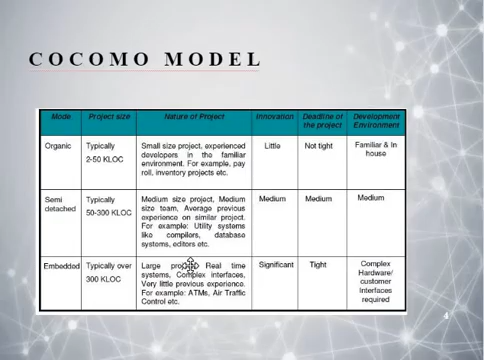 COCOMO MODEL
Mode Project size Nature of Project Innovation Deadline of the project Development Environment
Organic Typically 2-50 KLOC Small size project, experienced developers in the familiar environment. For example, pay roll, inventory projects etc. Little Not tight Familiar & In house
Semi detached Typically 50-300 KLOC Medium size project, Medium size team, Average previous experience on similar project. For example: Utility systems like compilers, database systems, editors etc. Medium Medium Medium
Embedded Typically over 300 KLOC Large project, Real time systems, Complex interfaces, Very little previous experience. For example: ATMs, Air Traffic Control etc. Significant Tight Complex Hardware/ customer Interfaces required
4